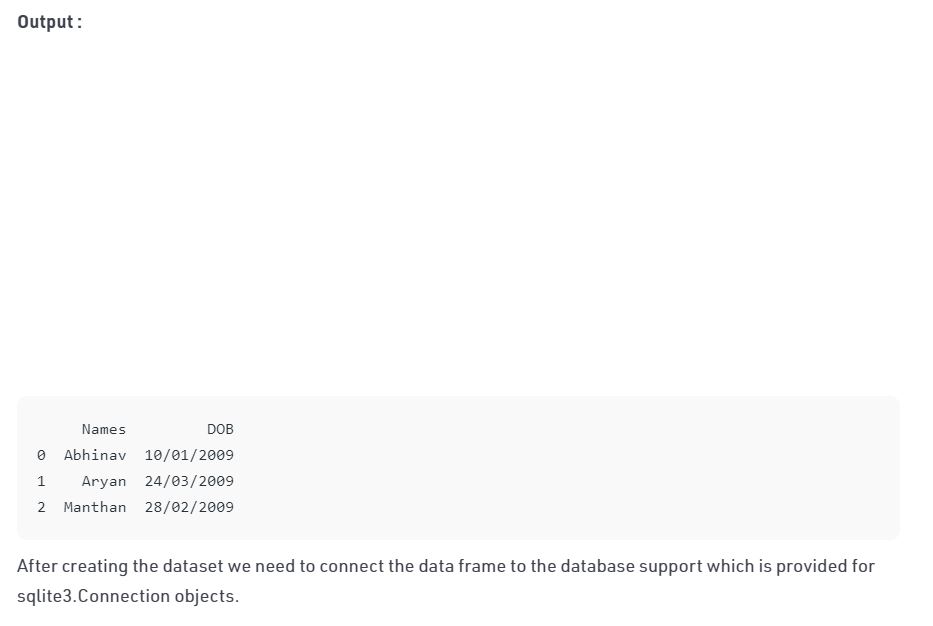 Output :
Names DOB
0 Abhinav 10/01/2009
1 Aryan 24/03/2009
2 Manthan 28/02/2009
After creating the dataset we need to connect the data frame to the database support which is provided for
sqlite3.Connection objects.